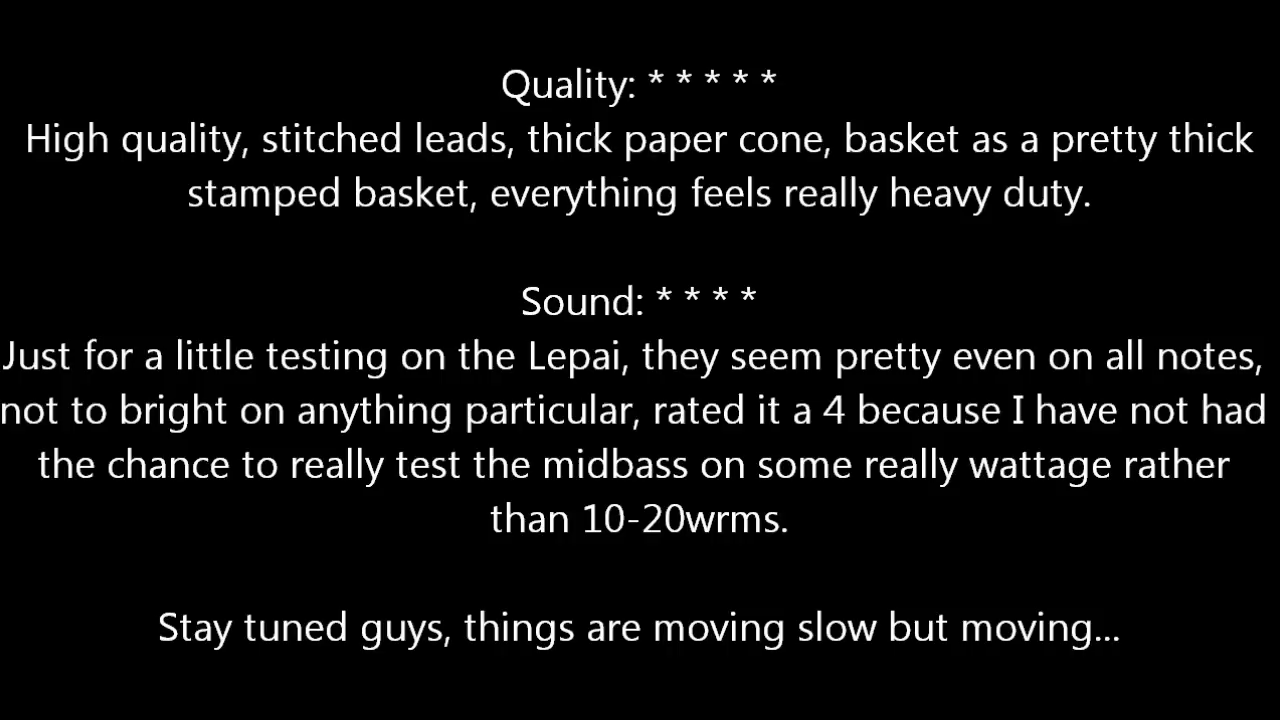 Quality: * * * * *
High quality, stitched leads, thick paper cone, basket as a pretty thick
stamped basket, everything feels really heavy duty.
Sound: * * * *
Just for a little testing on the Lepai, they seem pretty even on all notes,
not to bright on anything particular, rated it a 4 because I have not had
the chance to really test the midbass on some really wattage rather
than 10-20wrms.
Stay tuned guys, things are moving slow but moving...